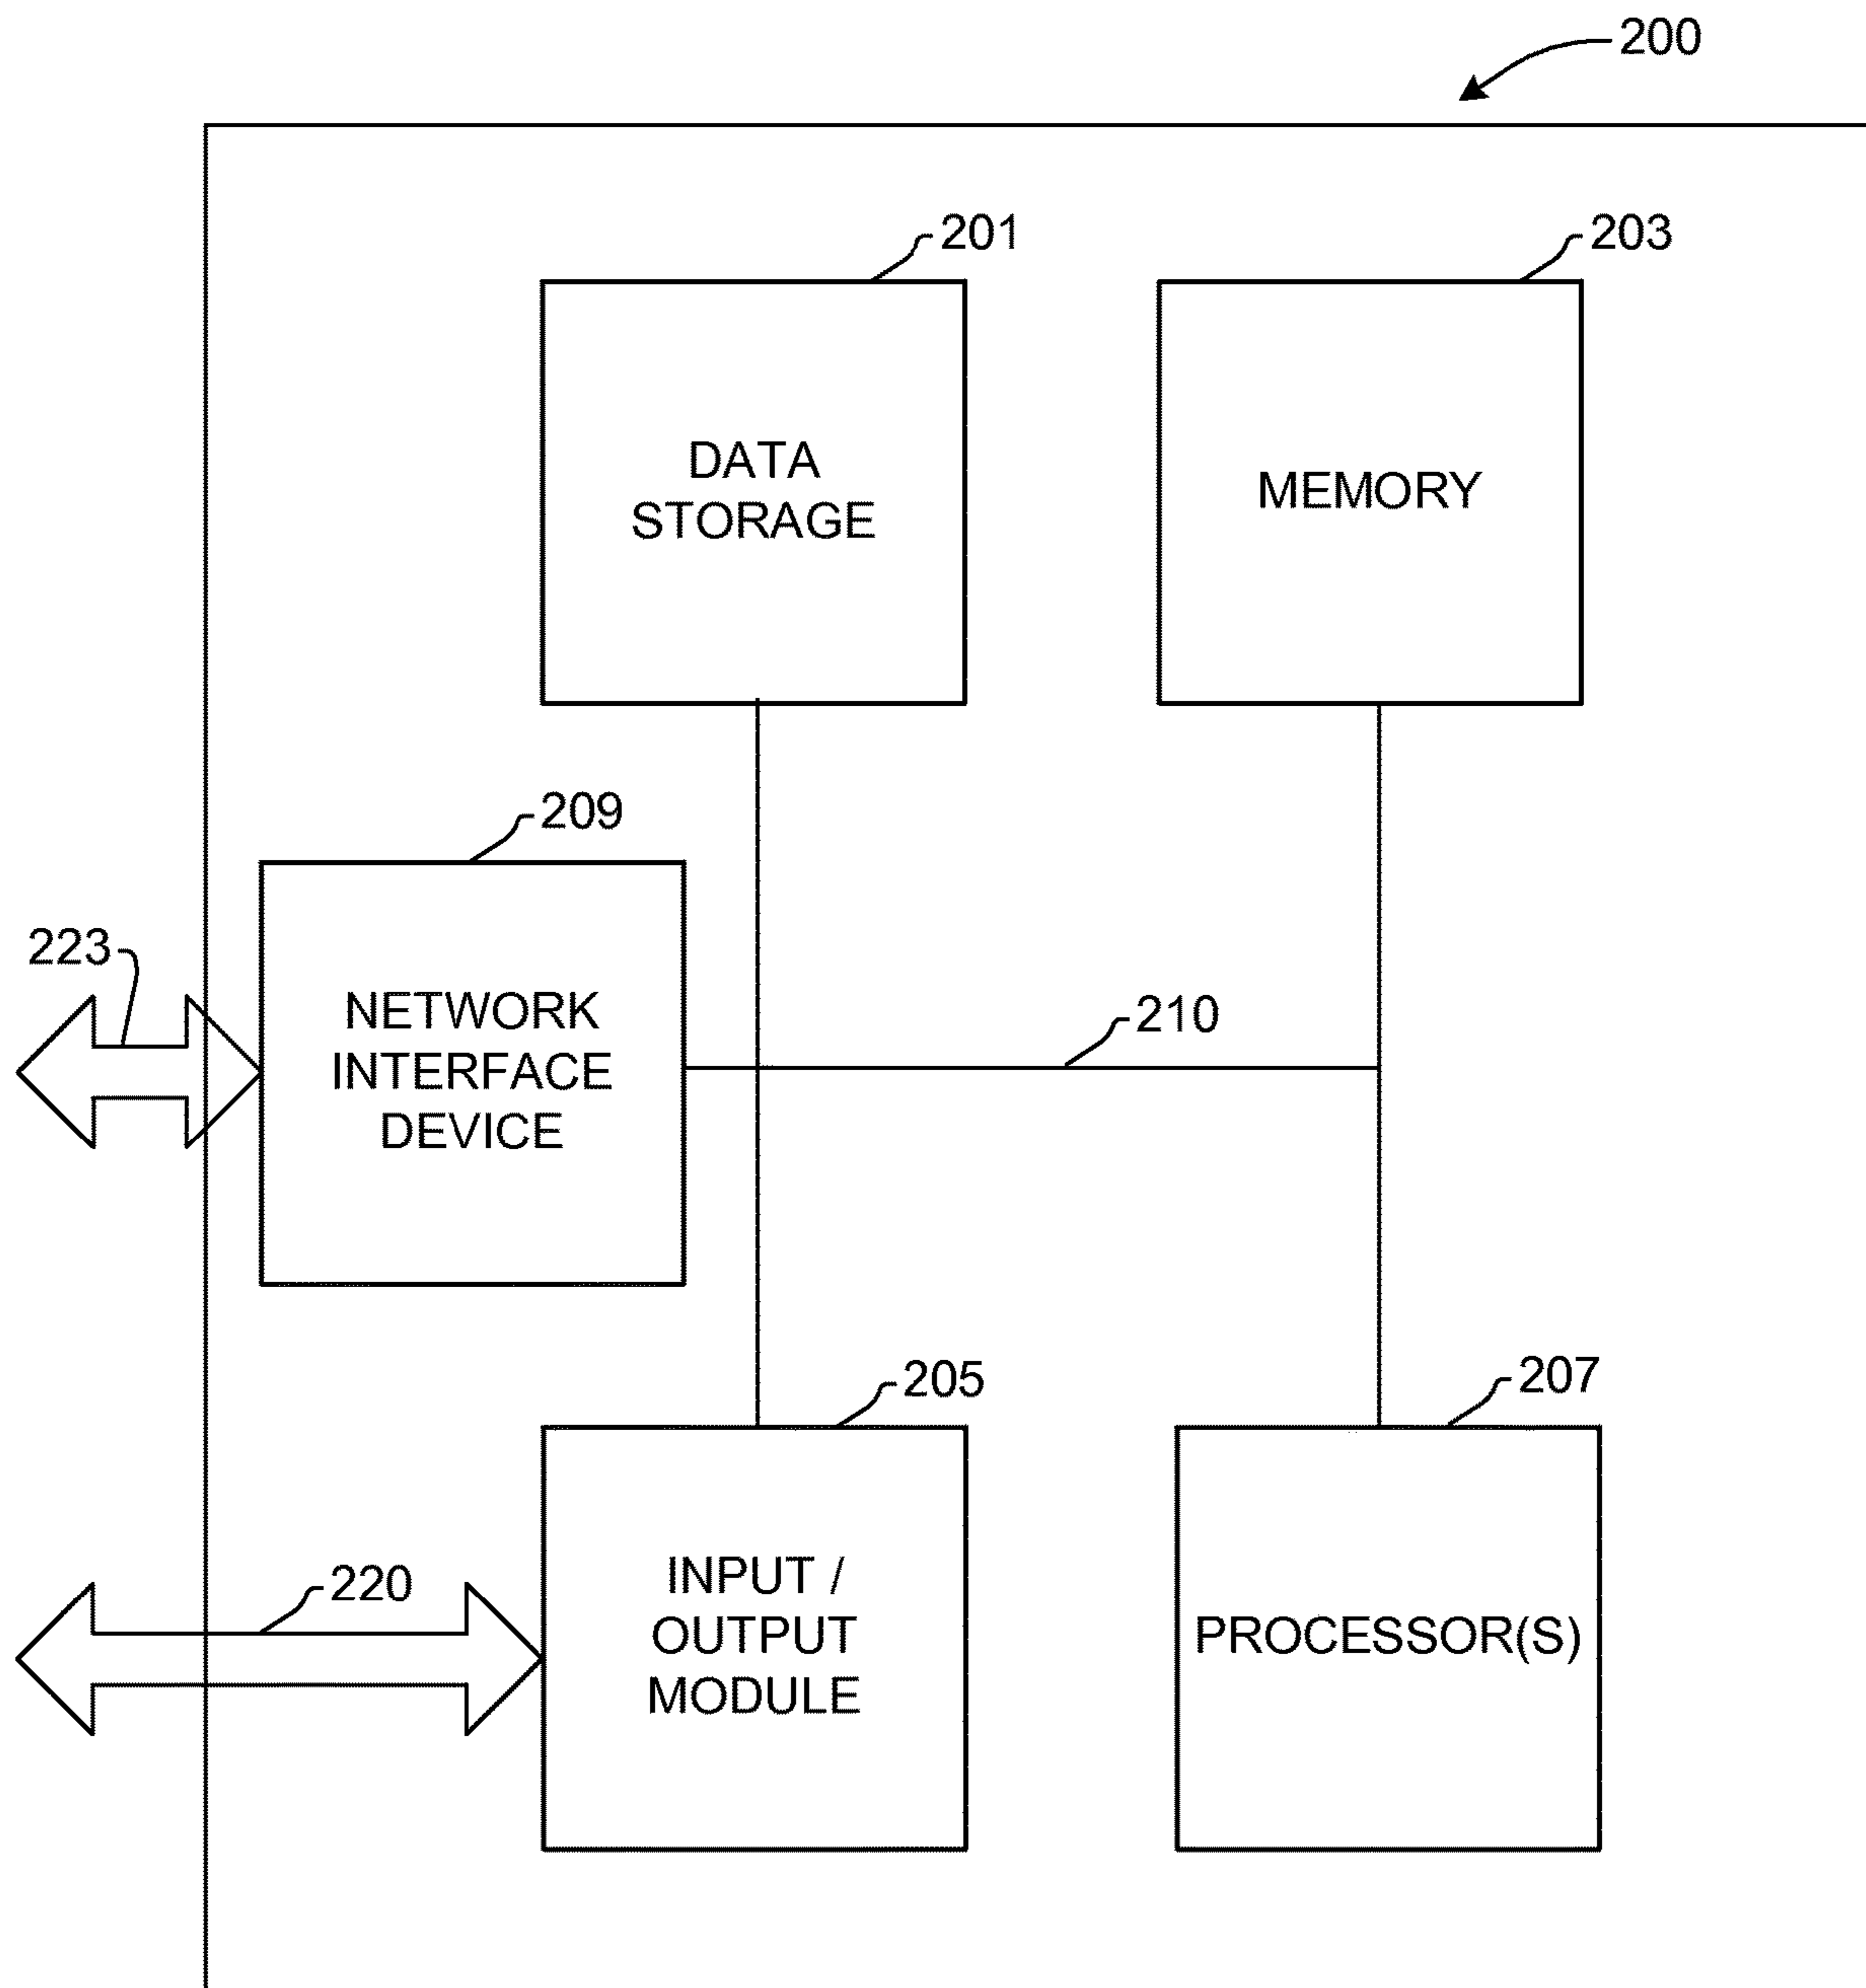 200
201
203
DATA
STORAGE
MEMORY
209
223
NETWORK
INTERFACE
DEVICE
210
205
207
220
INPUT /
OUTPUT
MODULE
PROCESSOR(S)